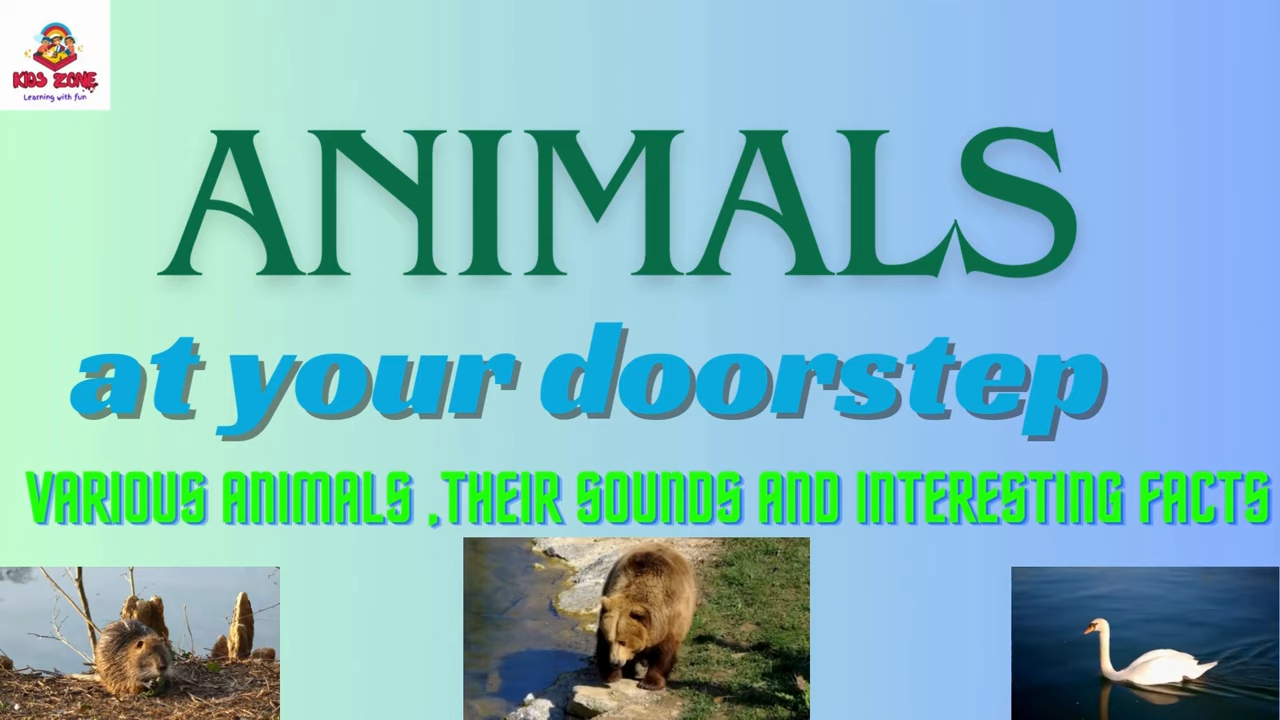 KIDS ZONE
Learning with fun
ANIMALS
at your doorstep
VARIOUS ANIMALS ,THEIR SOUNDS AND INTERESTING FACTS